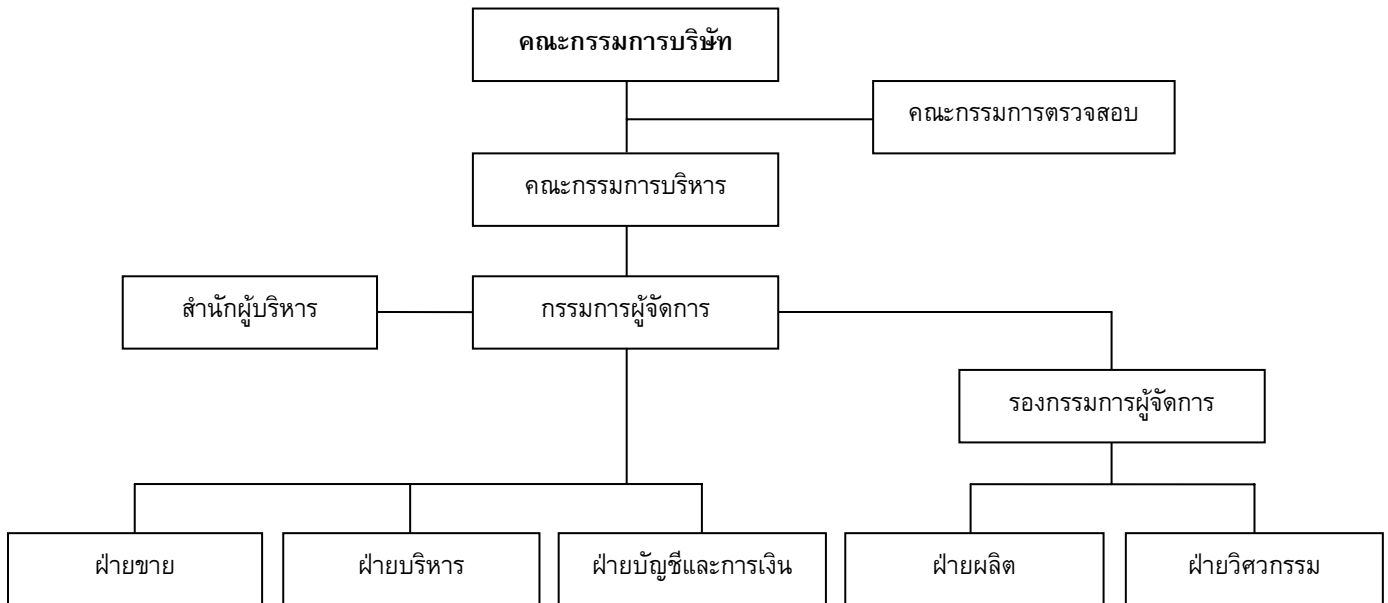 คณะกรรมการบริษัท
คณะกรรมการตรวจสอบ
คณะกรรมการบริหาร
สำนักผู้บริหาร
กรรมการผู้จัดการ
รองกรรมการผู้จัดการ
ฝ่ายขาย
ฝ่ายบริหาร
ฝ่ายบัญชีและการเงิน
ฝ่ายผลิต
ฝ่ายวิศวกรรม